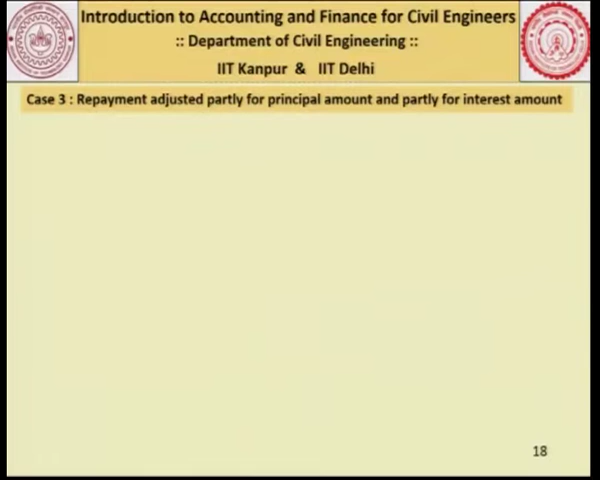 Introduction to Accounting and Finance for Civil Engineers
:: Department of Civil Engineering ::
IIT Kanpur & IIT Delhi
Case 3 : Repayment adjusted partly for principal amount and partly for interest amount
18